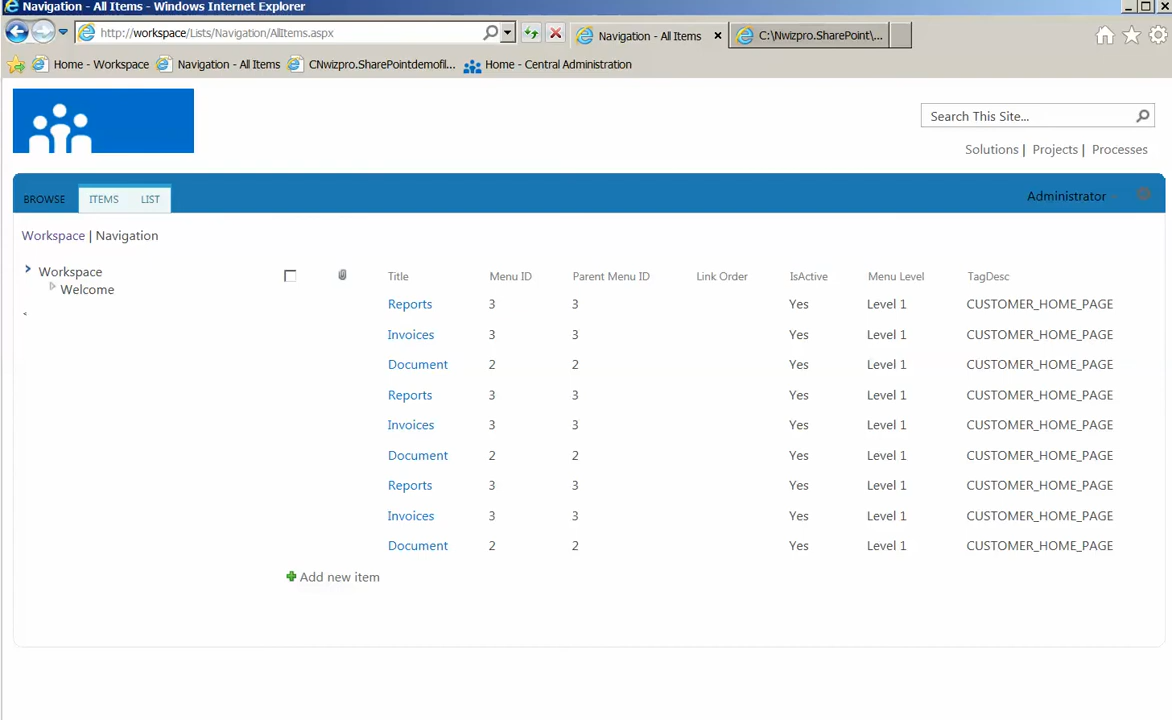 Navigation - All Items - Windows Internet Explorer
http://workspace/Lists/Navigation/AllItems.aspx
Navigation - All Items
C:\Nwizpro.SharePoint\...
Home - Workspace Navigation - All Items CNwizpro.SharePointdemofil... Home - Central Administration
Search This Site...
Solutions | Projects | Processes
BROWSE ITEMS LIST Administrator
Workspace | Navigation
Workspace
Welcome
Title Menu ID Parent Menu ID Link Order IsActive Menu Level TagDesc
Reports 3 3 Yes Level 1 CUSTOMER_HOME_PAGE
Invoices 3 3 Yes Level 1 CUSTOMER_HOME_PAGE
Document 2 2 Yes Level 1 CUSTOMER_HOME_PAGE
Reports 3 3 Yes Level 1 CUSTOMER_HOME_PAGE
Invoices 3 3 Yes Level 1 CUSTOMER_HOME_PAGE
Document 2 2 Yes Level 1 CUSTOMER_HOME_PAGE
Reports 3 3 Yes Level 1 CUSTOMER_HOME_PAGE
Invoices 3 3 Yes Level 1 CUSTOMER_HOME_PAGE
Document 2 2 Yes Level 1 CUSTOMER_HOME_PAGE
Add new item